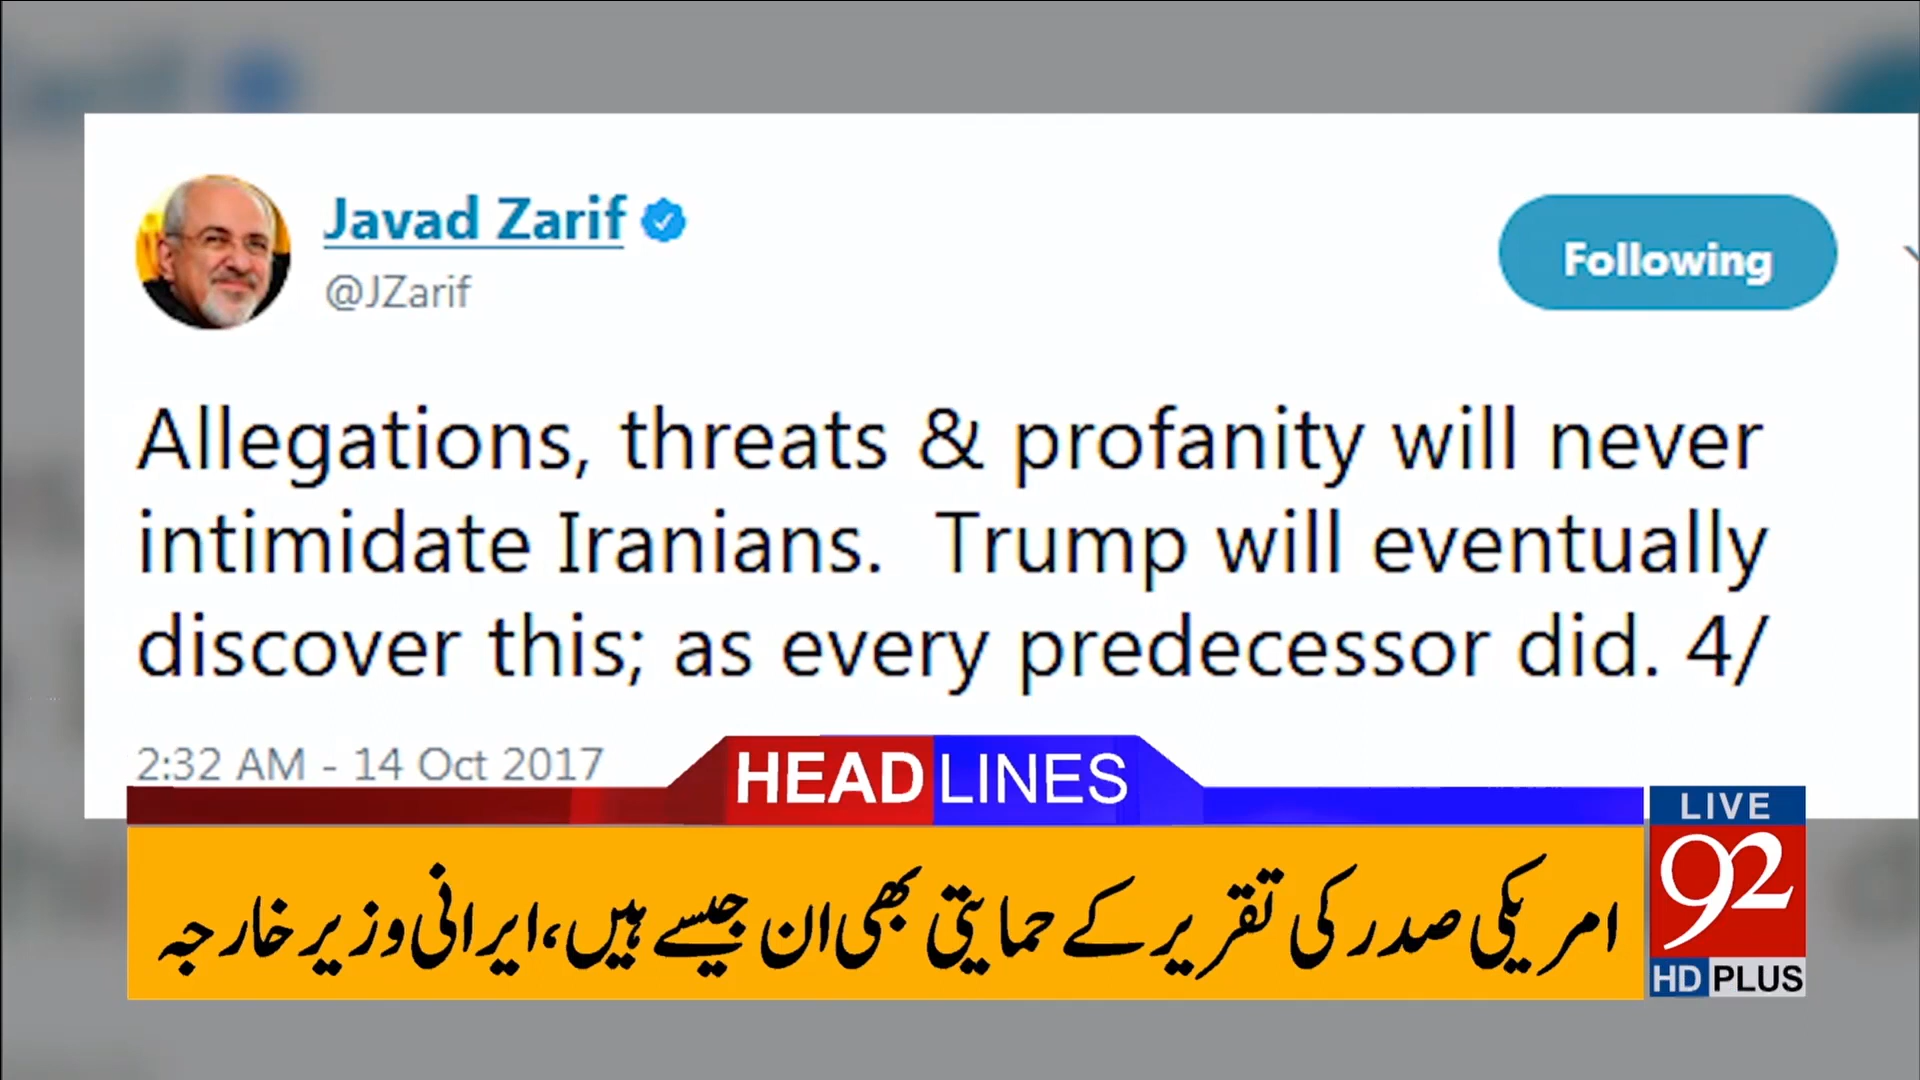 Javad Zarif
@JZarif
Following
Allegations, threats & profanity will never
intimidate Iranians.  Trump will eventually
discover this; as every predecessor did. 4/
2:32 AM - 14 Oct 2017
HEADLINES
امریکی صدر کی تقریر کے حمایتی بھی ان جیسے ہیں، ایرانی وزیر خارجہ
LIVE
92
HD PLUS